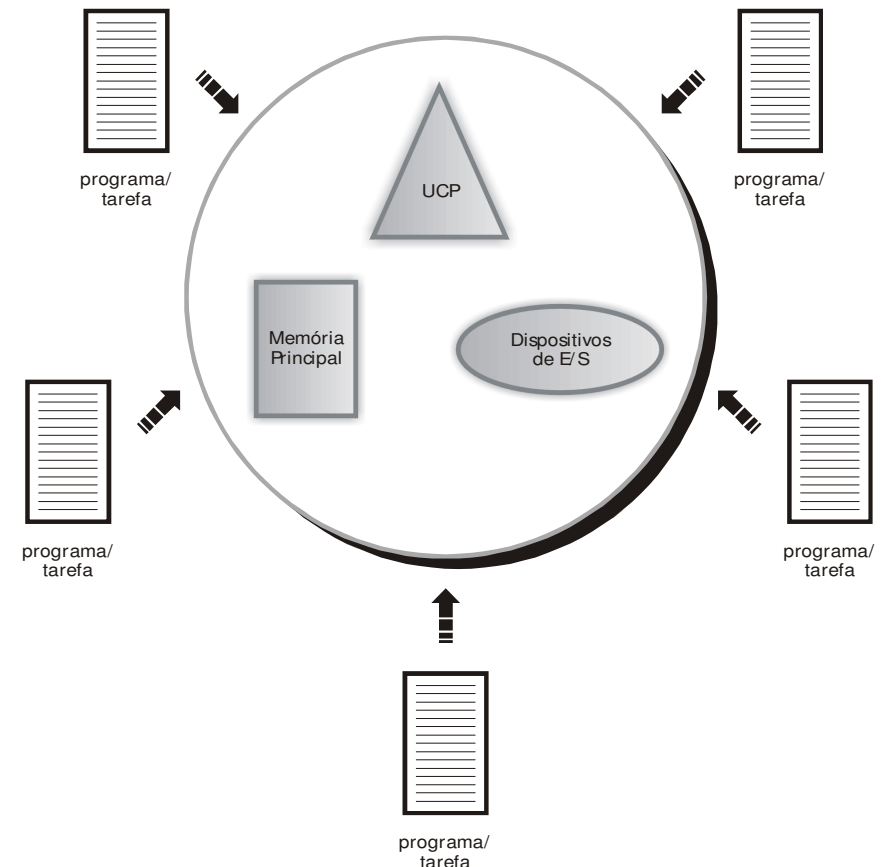 programa/
tarefa
programa/
tarefa
UCP
Memória
Principal
Dispositivos
de E/S
programa/
tarefa
programa/
tarefa
programa/
tarefa